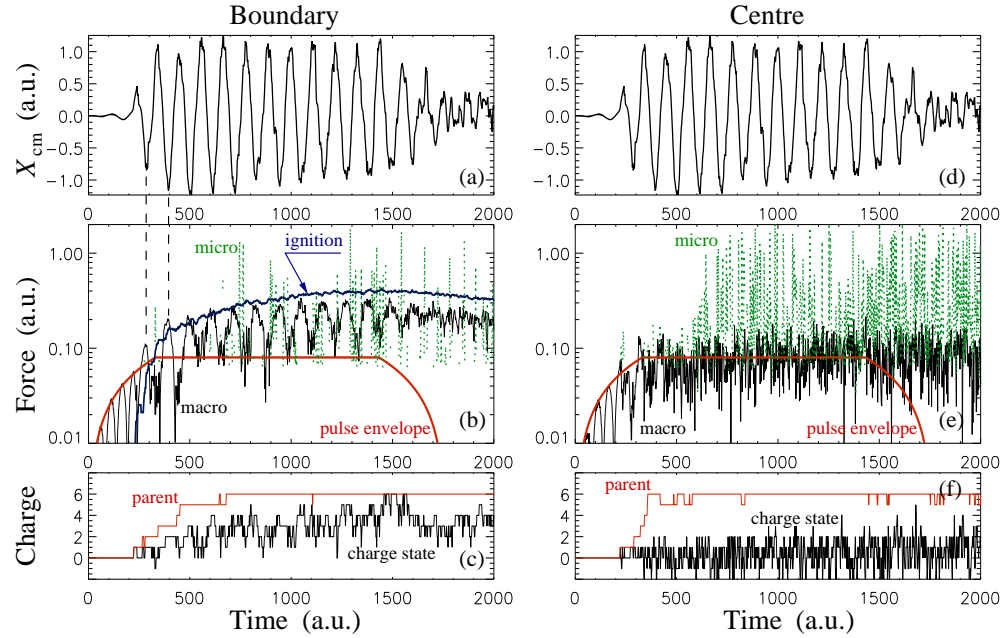 Boundary
Centre
X cm (a.u.)
1.0
0.5
0.0
-0.5
-1.0
(a)
0 500 1000 1500 2000
1.0
0.5
0.0
-0.5
-1.0
(d)
0 500 1000 1500 2000
Force (a.u.)
1.00
0.10
0.01
micro
ignition
macro
pulse envelope
(b)
0 500 1000 1500 2000
1.00
0.10
0.01
micro
macro
pulse envelope
(e)
0 500 1000 1500 2000
Charge
6
4
2
0
parent
charge state
(c)
0 500 1000 1500 2000
Time (a.u.)
6
4
2
0
parent
charge state
(f)
0 500 1000 1500 2000
Time (a.u.)